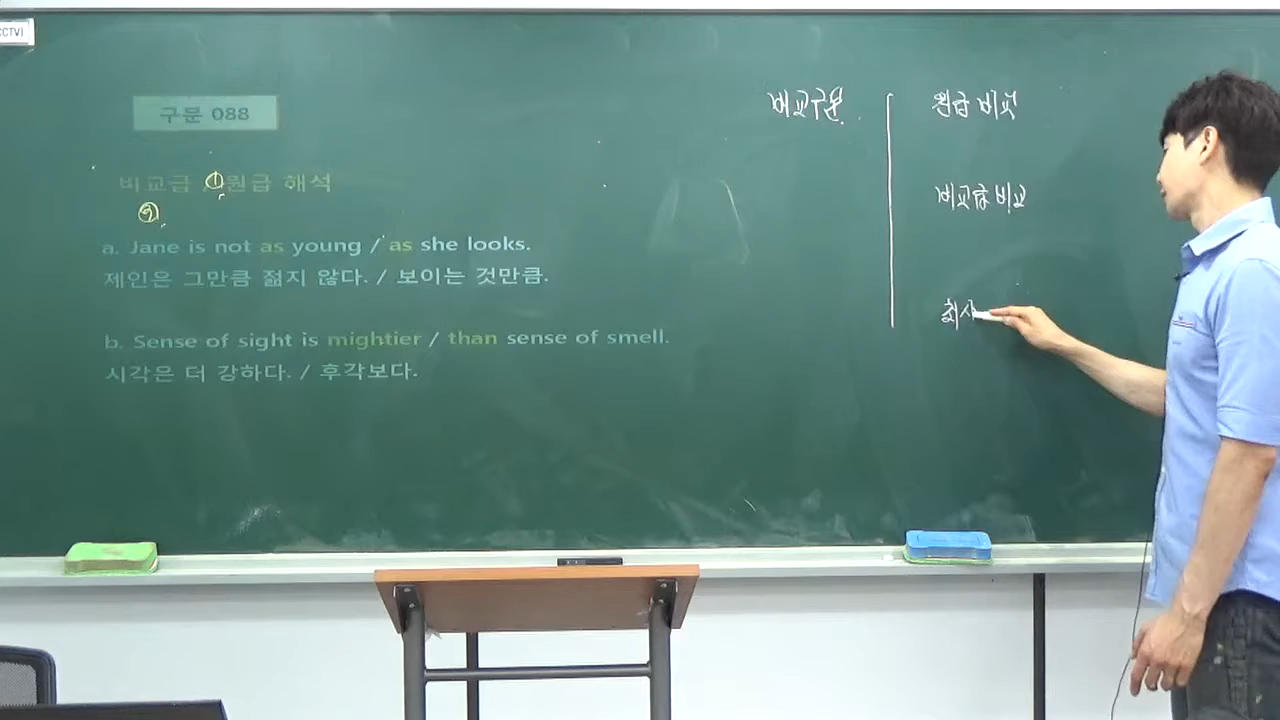 CCTV)
구문 088
비교급 ① 원급 해석
②
a. Jane is not as young / as she looks.
제인은 그만큼 젊지 않다. / 보이는 것만큼.
b. Sense of sight is mightier / than sense of smell.
시각은 더 강하다. / 후각보다.
비교구문.
원급 비교
비교급 비교
최상